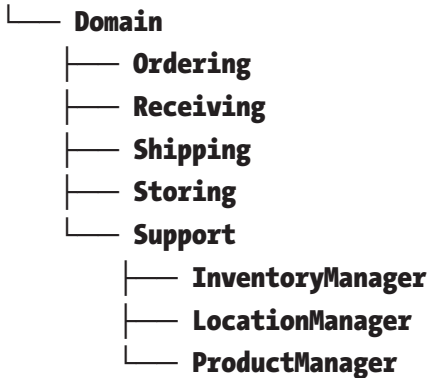 └── Domain
├── Ordering
├── Receiving
├── Shipping
├── Storing
└── Support
├── InventoryManager
├── LocationManager
└── ProductManager